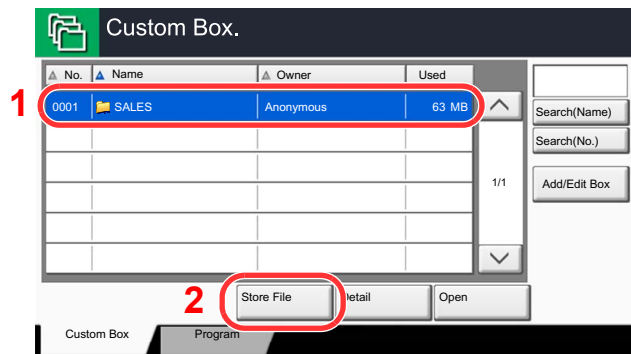 Custom Box.
No. Name Owner Used
1 0001 SALES Anonymous 63 MB
Search(Name)
Search(No.)
1/1 Add/Edit Box
2 Store File Detail Open
Custom Box Program